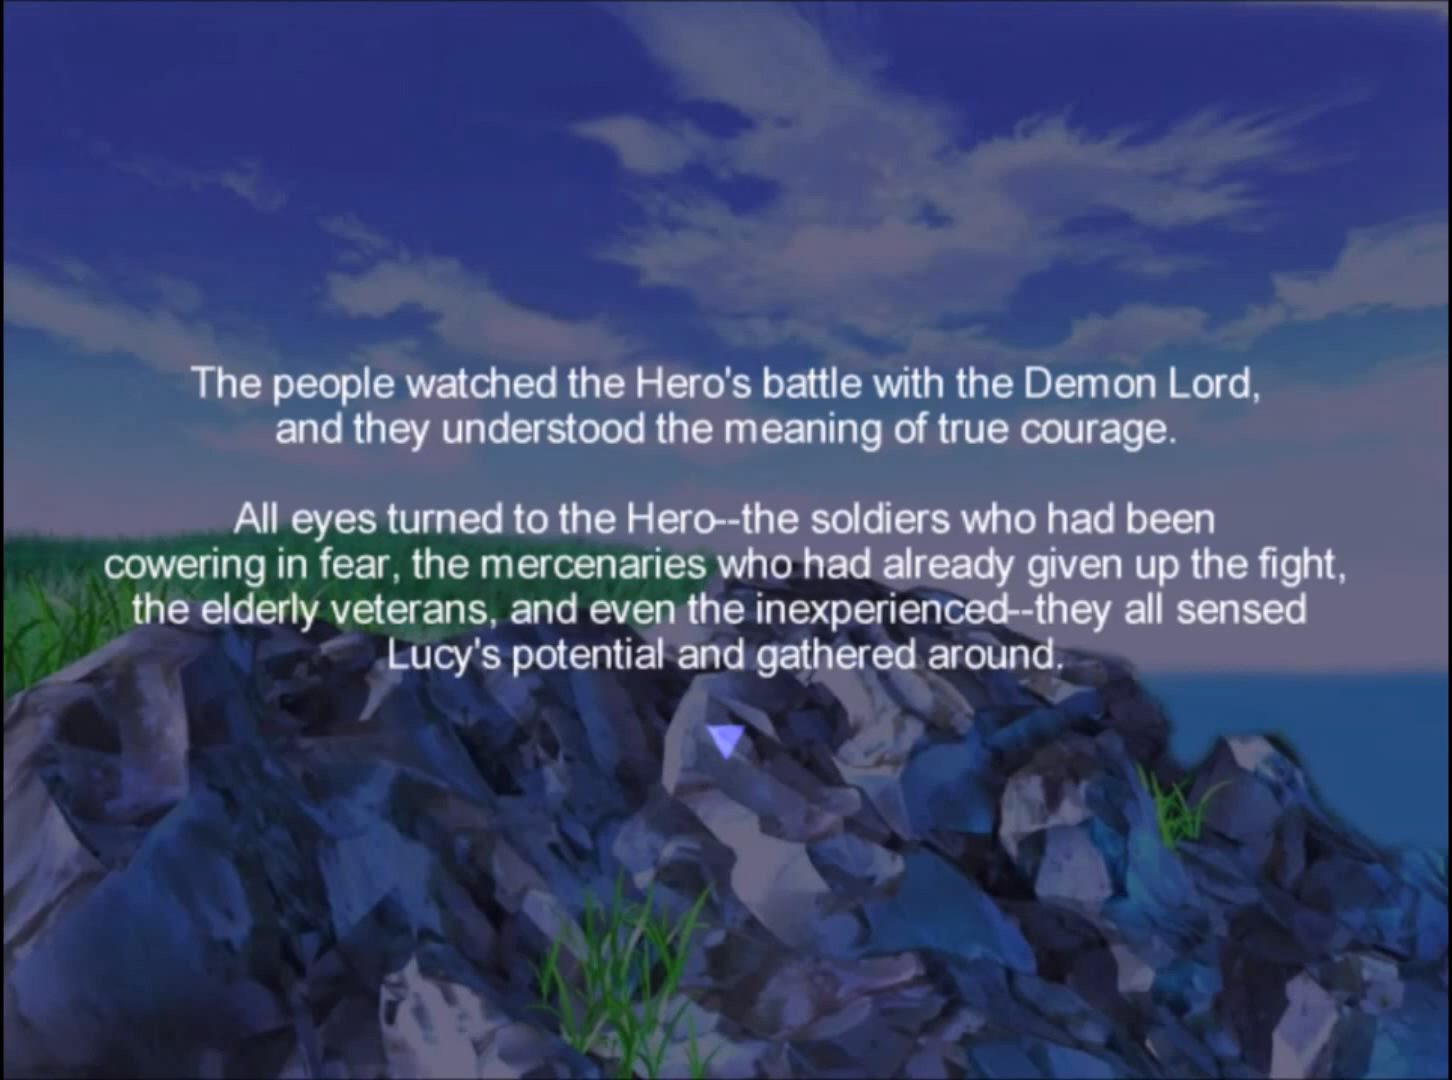 The people watched the Hero's battle with the Demon Lord,
and they understood the meaning of true courage.
All eyes turned to the Hero--the soldiers who had been
cowering in fear, the mercenaries who had already given up the fight,
the elderly veterans, and even the inexperienced--they all sensed
Lucy's potential and gathered around.